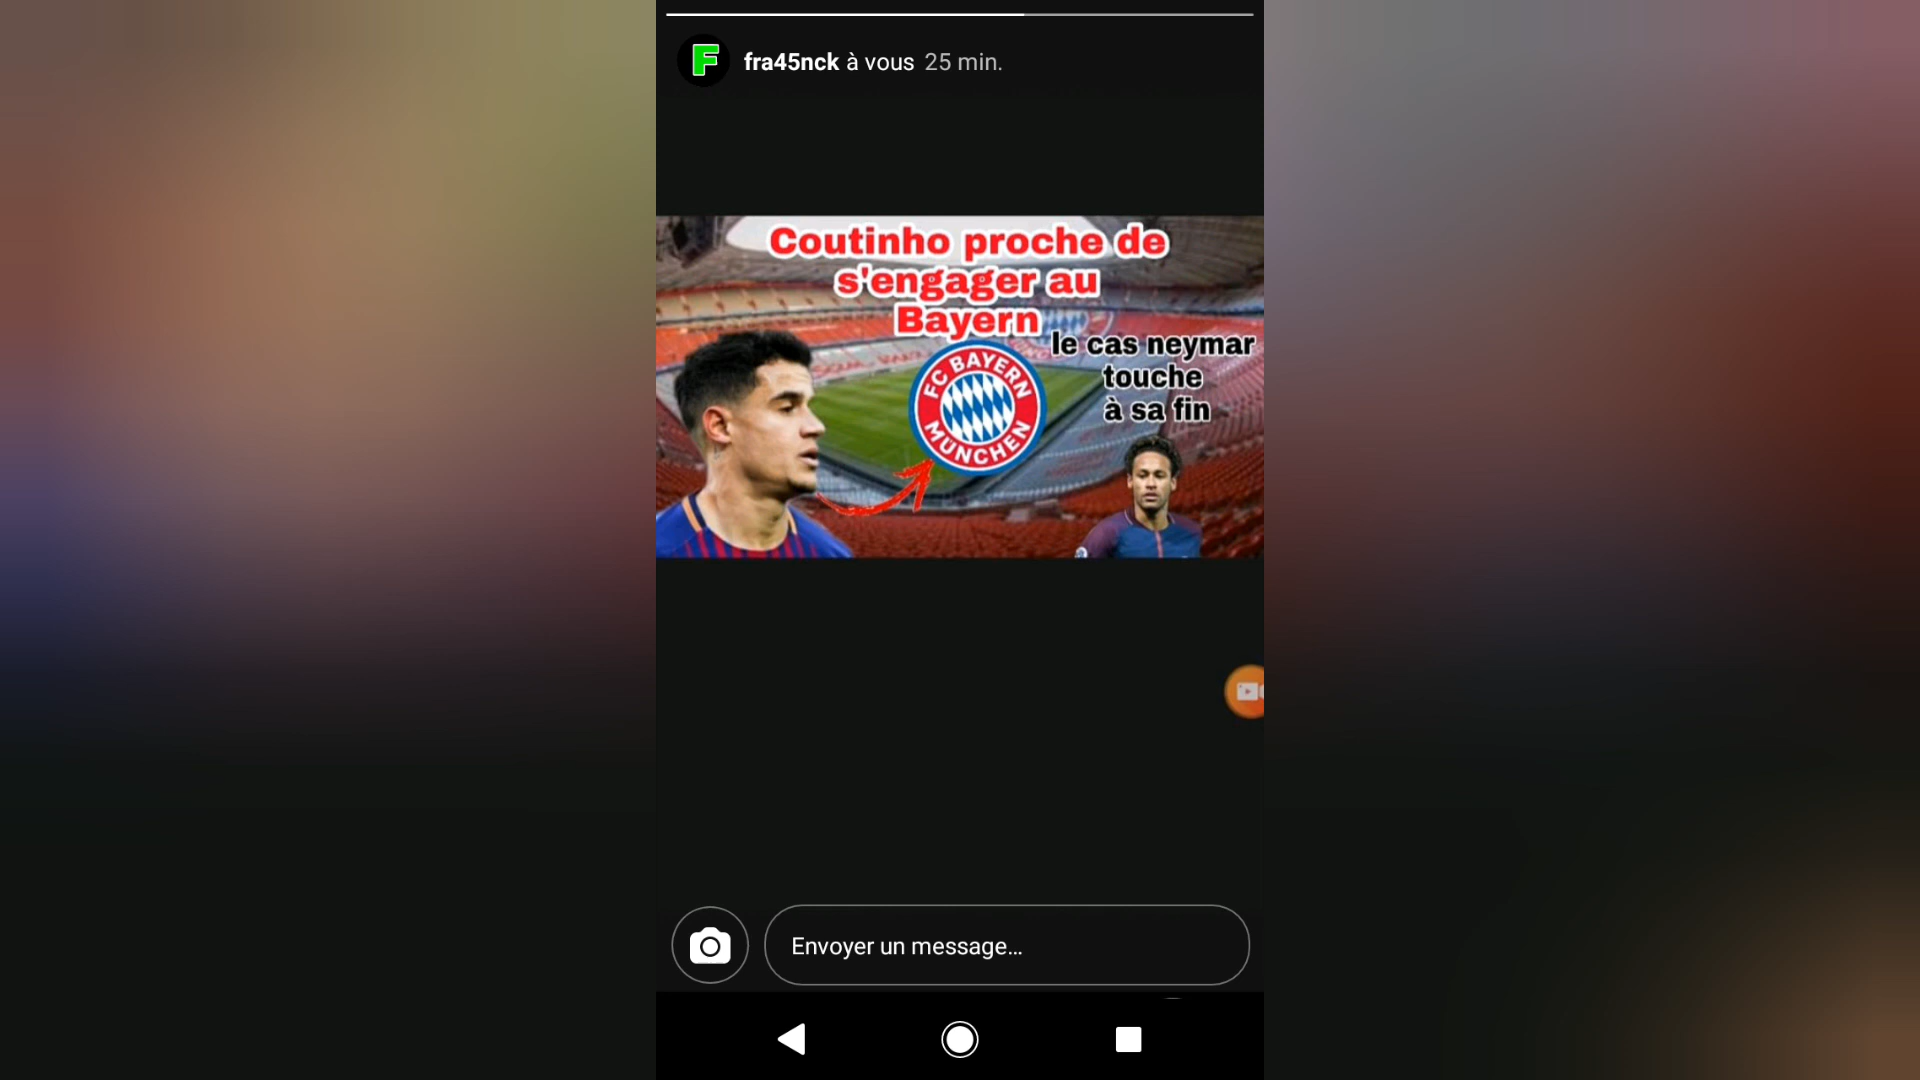 F
fra45nck à vous 25 min.
Coutinho proche de
s'engager au
Bayern
le cas neymar
touche
à sa fin
FC BAYERN
MÜNCHEN
Envoyer un message...